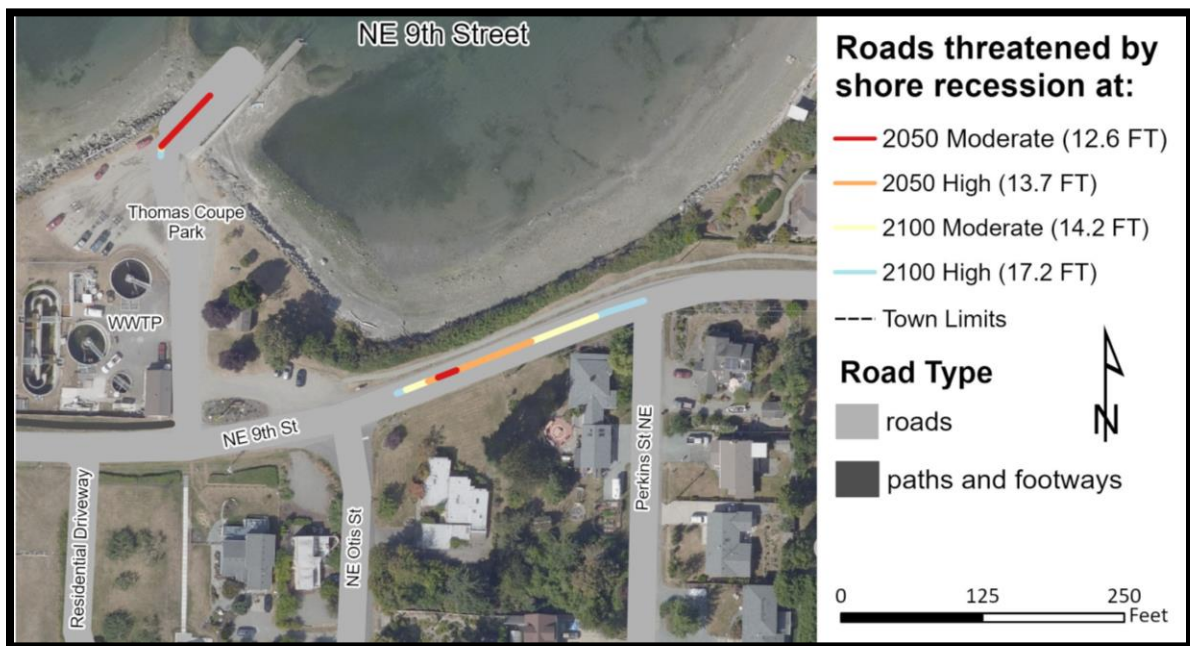 NE 9th Street
Thomas Coupe
Park
WWTP
NE 9th St
Residential Driveway
NE Otis St
Perkins St NE
Roads threatened by
shore recession at:
2050 Moderate (12.6 FT)
2050 High (13.7 FT)
2100 Moderate (14.2 FT)
2100 High (17.2 FT)
Town Limits
N
Road Type
roads
paths and footways
0 125 250
Feet